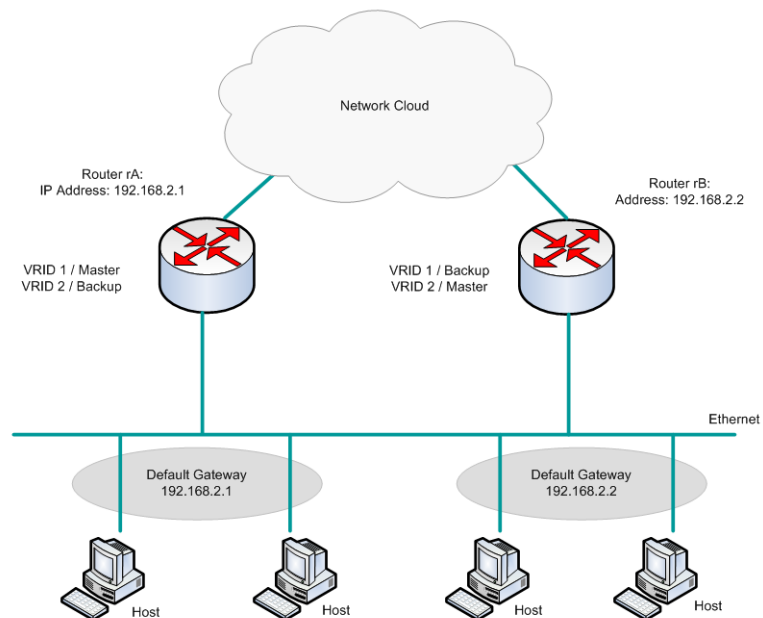 Network Cloud
Router rA:
IP Address: 192.168.2.1
Router rB:
Address: 192.168.2.2
VRID 1 / Master
VRID 2 / Backup
VRID 1 / Backup
VRID 2 / Master
Ethernet
Default Gateway
192.168.2.1
Default Gateway
192.168.2.2
Host
Host
Host
Host